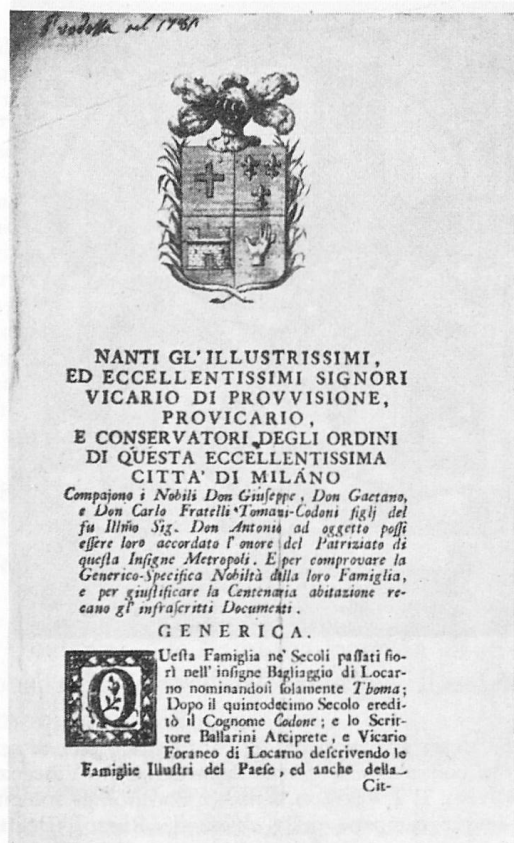 nel 1781
NANTI GL' ILLUSTRISSIMI,
ED ECCELLENTISSIMI SIGNORI
VICARIO DI PROVVISIONE,
PROVICARIO,
E CONSERVATORI DEGLI ORDINI
DI QUESTA ECCELLENTISSIMA
CITTA' DI MILANO
Compajono i Nobili Don Giuseppe, Don Gaetano,
e Don Carlo Fratelli Tomani-Codoni figlj del
fu Illm̃o Sig. Don Antonio ad oggetto possi
essere loro accordato l' onore del Patriziato di
questa Insigne Metropoli. E per comprovare la
Generico-Specifica Nobiltà della loro Famiglia,
e per giustificare la Centenaria abitazione re-
cano gl' infrascritti Documenti.
GENERICA.
QUesta Famiglia ne' Secoli passati fio-
rì nell' insigne Bagliaggio di Locar-
no nominandosi solamente Thoma;
Dopo il quintodecimo Secolo eredi-
tò il Cognome Codone; e lo Scrit-
tore Ballarini Arciprete, e Vicario
Foraneo di Locarno descrivendo le
Famiglie Illustri del Paese, ed anche della
Cit-